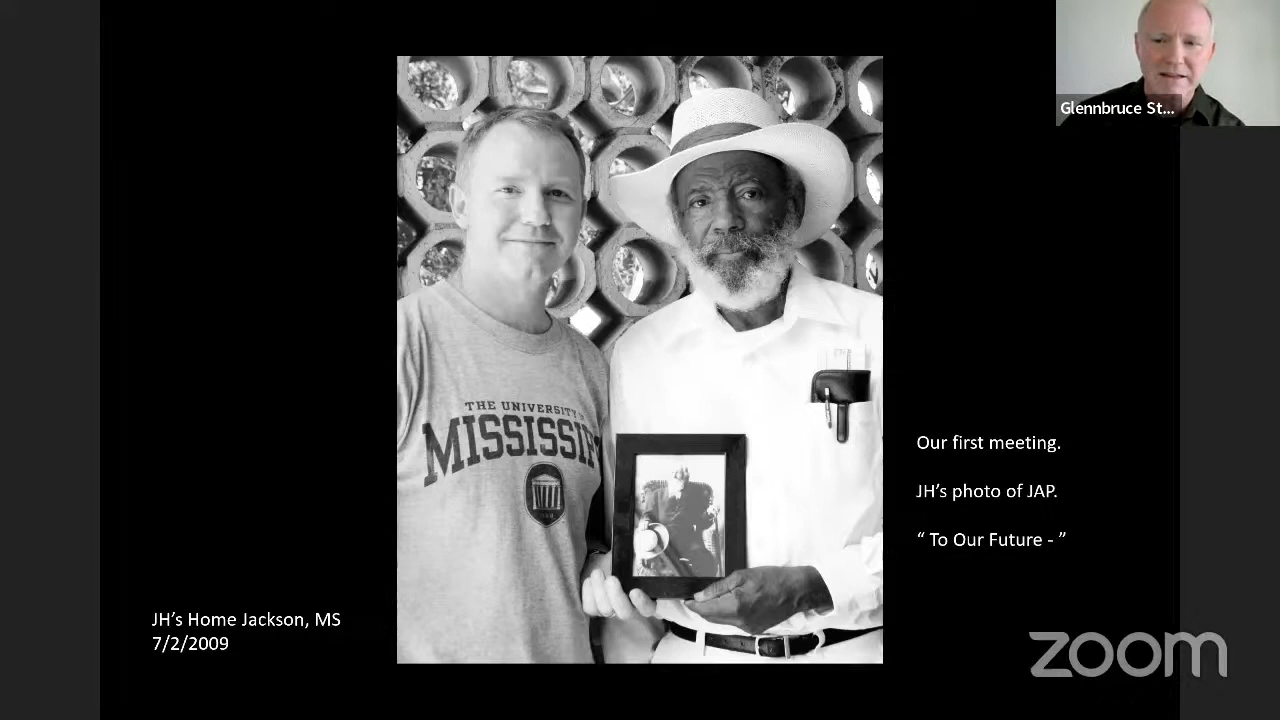 Glennbruce St...
THE UNIVERSITY
MISSISSIPPI
Our first meeting.
JH's photo of JAP.
“ To Our Future - ”
JH's Home Jackson, MS
7/2/2009
zoom